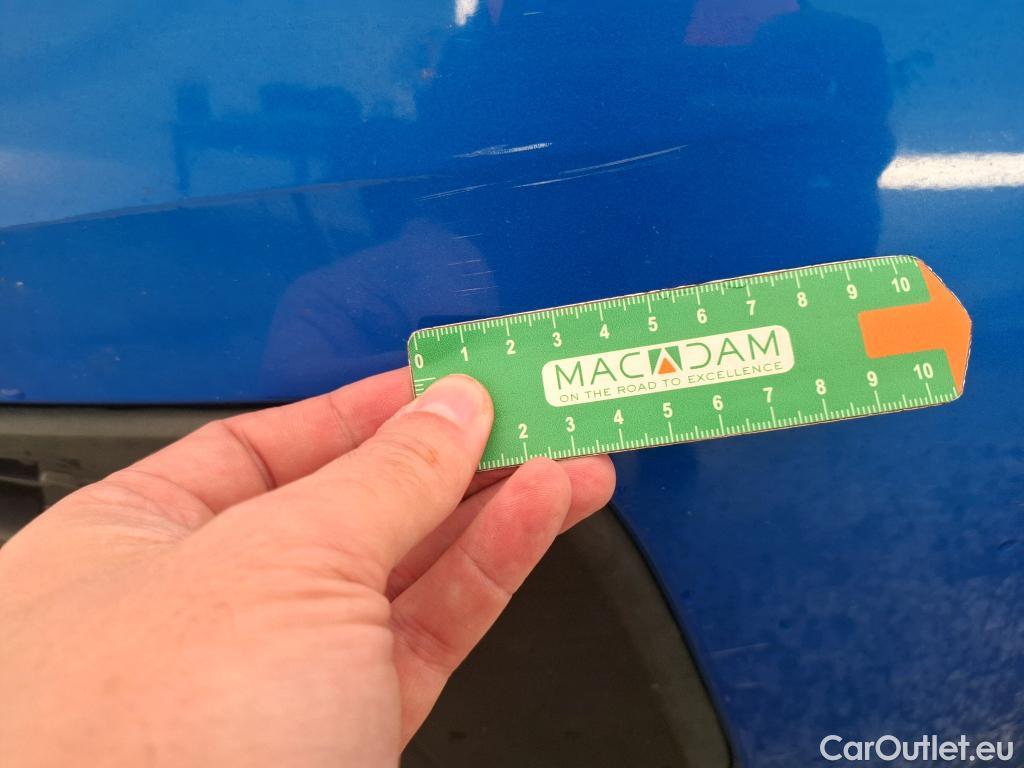 0 1 2 3 4 5 6 7 8 9 10
MACADAM
ON THE ROAD TO EXCELLENCE
2 3 4 5 6 7 8 9 10
CarOutlet.eu